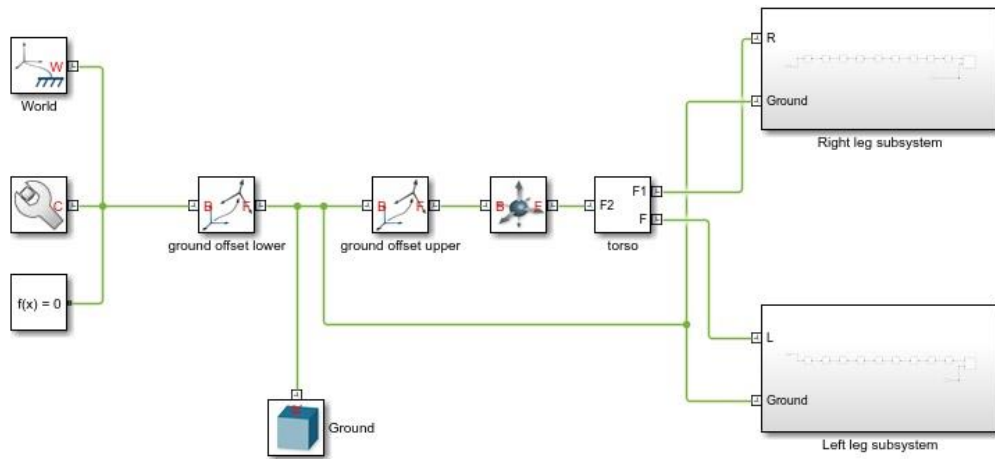 W
World
C
f(x) = 0
B
F
ground offset lower
B
F
ground offset upper
B
F
F2
F1
F
torso
R
Ground
Right leg subsystem
L
Ground
Left leg subsystem
Ground